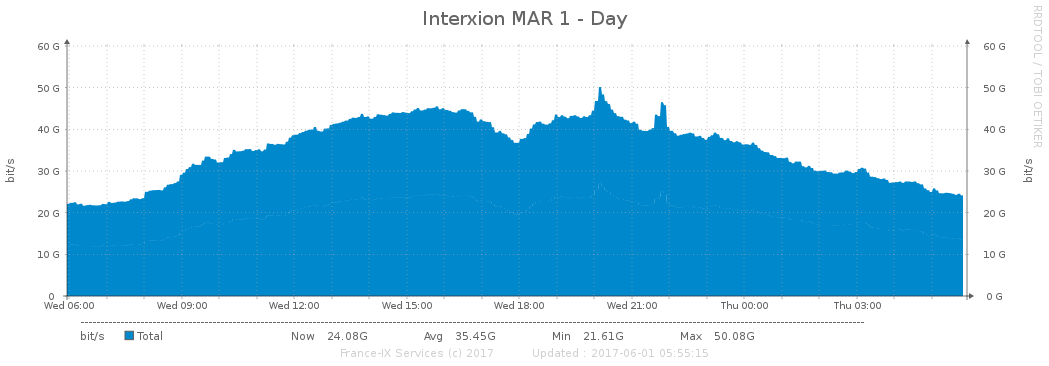 Interxion MAR 1 - Day
RRDTOOL / TOBI OETIKER
bit/s
60 G 60 G
50 G 50 G
40 G 40 G
30 G 30 G
20 G 20 G
10 G 10 G
0 0 G
bit/s
Wed 06:00 Wed 09:00 Wed 12:00 Wed 15:00 Wed 18:00 Wed 21:00 Thu 00:00 Thu 03:00
bit/s Total Now 24.08G Avg 35.45G Min 21.61G Max 50.08G
France-IX Services (c) 2017 Updated : 2017-06-01 05:55:15